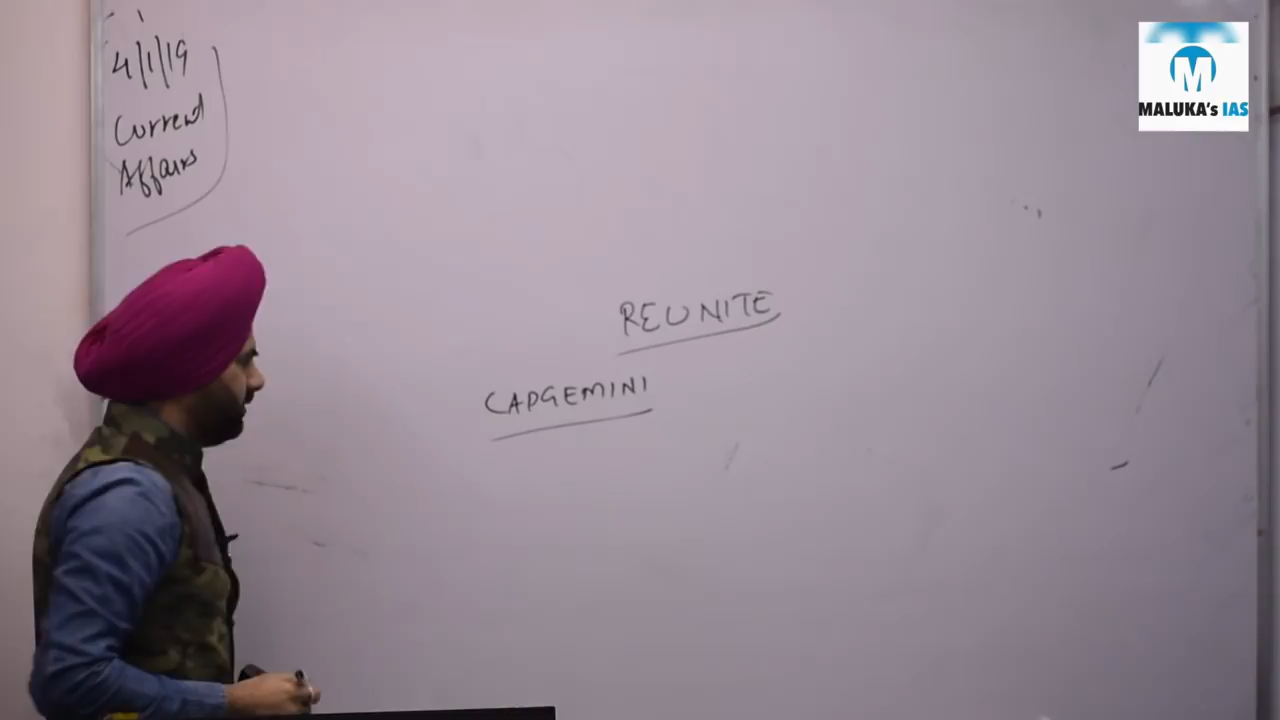 4/1/19
Current
Affairs
REUNITE
CAPGEMINI
M
MALUKA's IAS